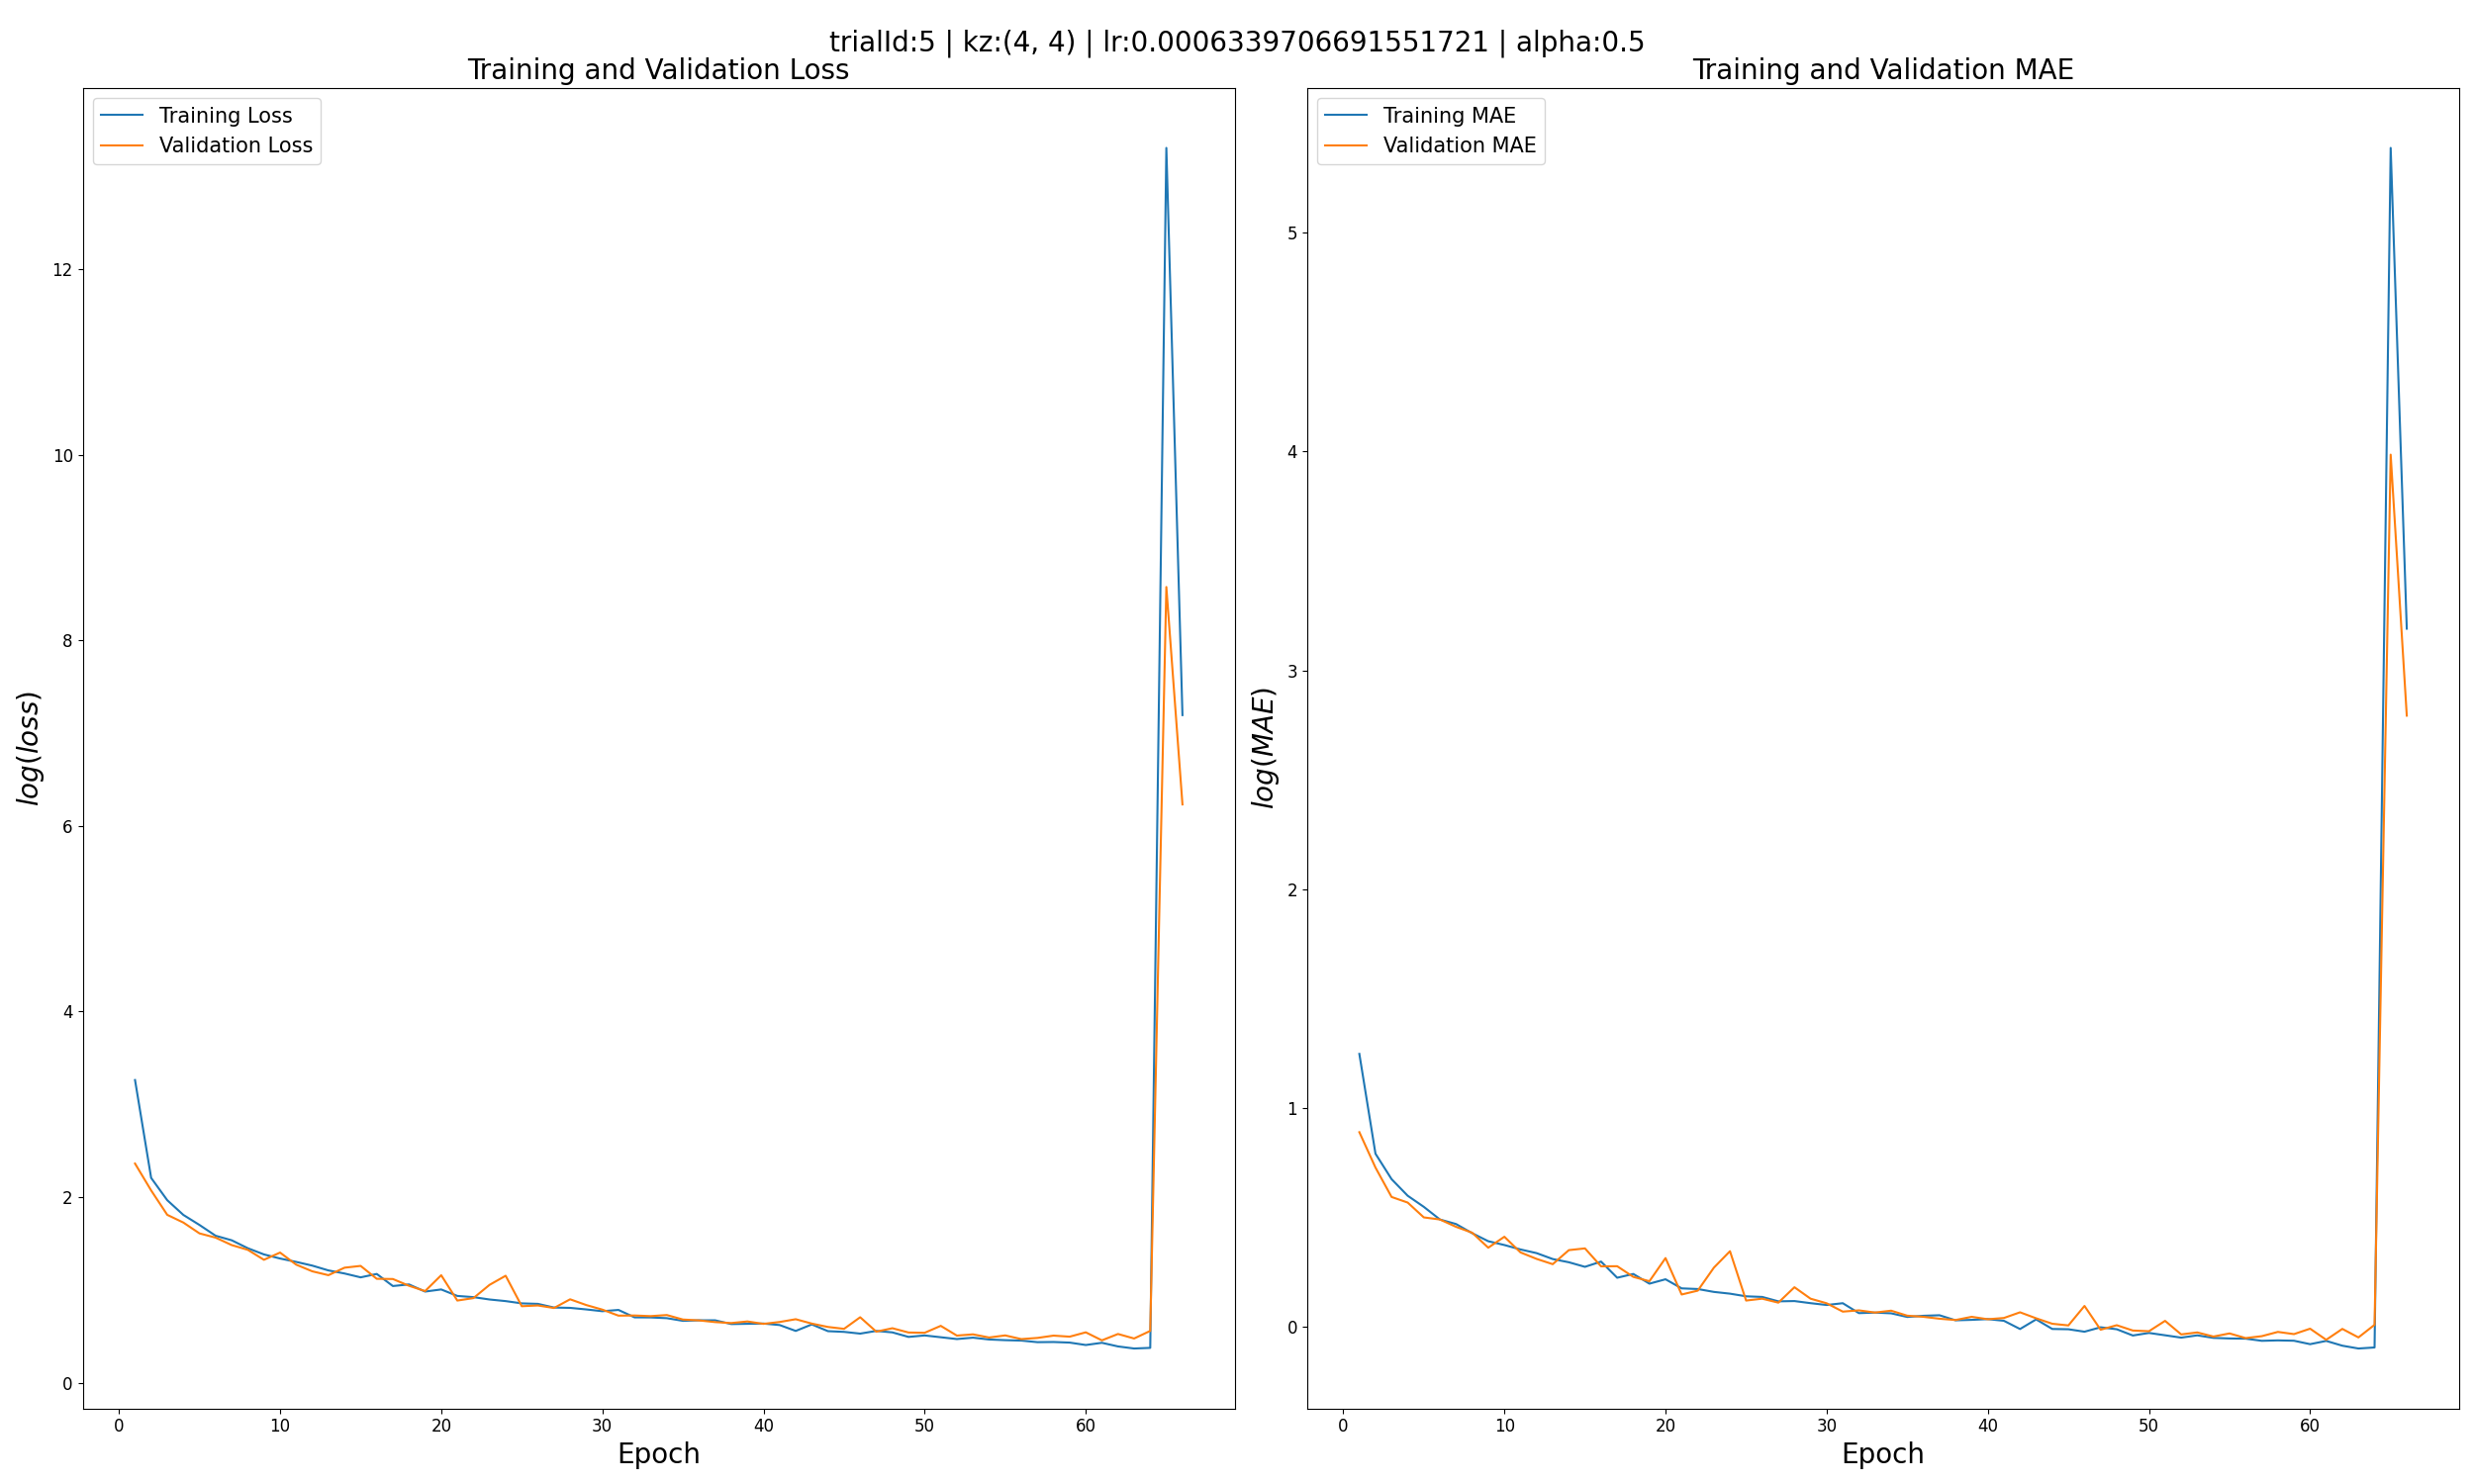 trialId:5 | kz:(4, 4) | lr:0.0006339706691551721 | alpha:0.5
Training and Validation Loss
Training Loss
Validation Loss
log(loss)
12
10
8
6
4
2
0
0 10 20 30 40 50 60
Epoch
Training and Validation MAE
Training MAE
Validation MAE
log(MAE)
5
4
3
2
1
0
0 10 20 30 40 50 60
Epoch